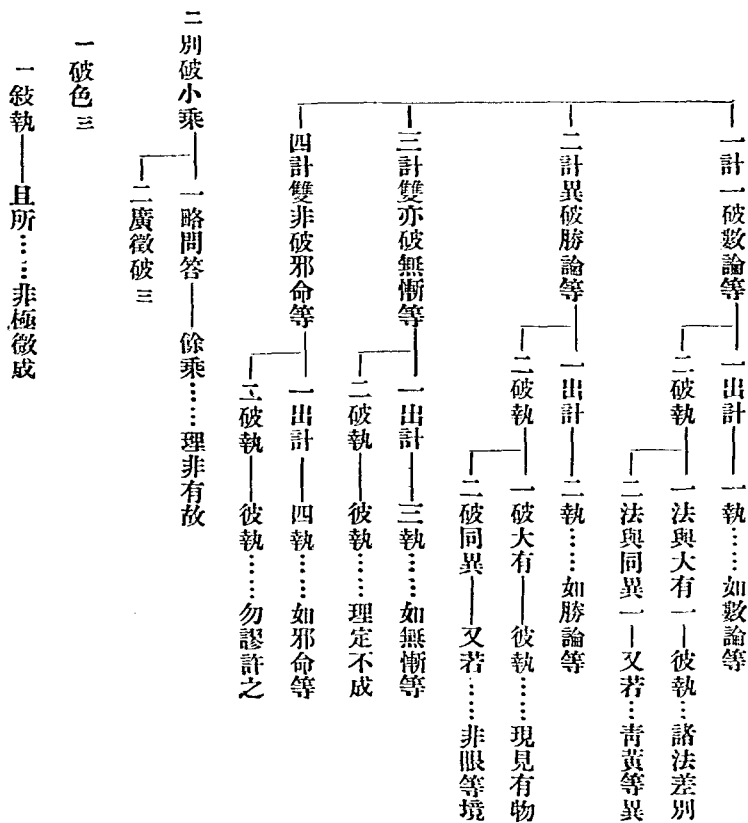 一計一破數論等──一出計──一執……如數論等
二破執──一法與大有一──彼執…諸法差別
二法與同異一──又若…靑黃等異
二計異破勝論等──一出計──二執……如勝論等
二破執──一破大有──彼執……現見有物
二破同異──又若……非眼等境
三計雙亦破無慚等──一出計──三執……如無慚等
二破執──彼執……理定不成
四計雙非破邪命等──一出計──四執……如邪命等
二破執──彼執……勿謬許之
二別破小乘──一略問答──餘乘……理非有故
二廣徵破三
一破色三
一敍執──且所……非極微成